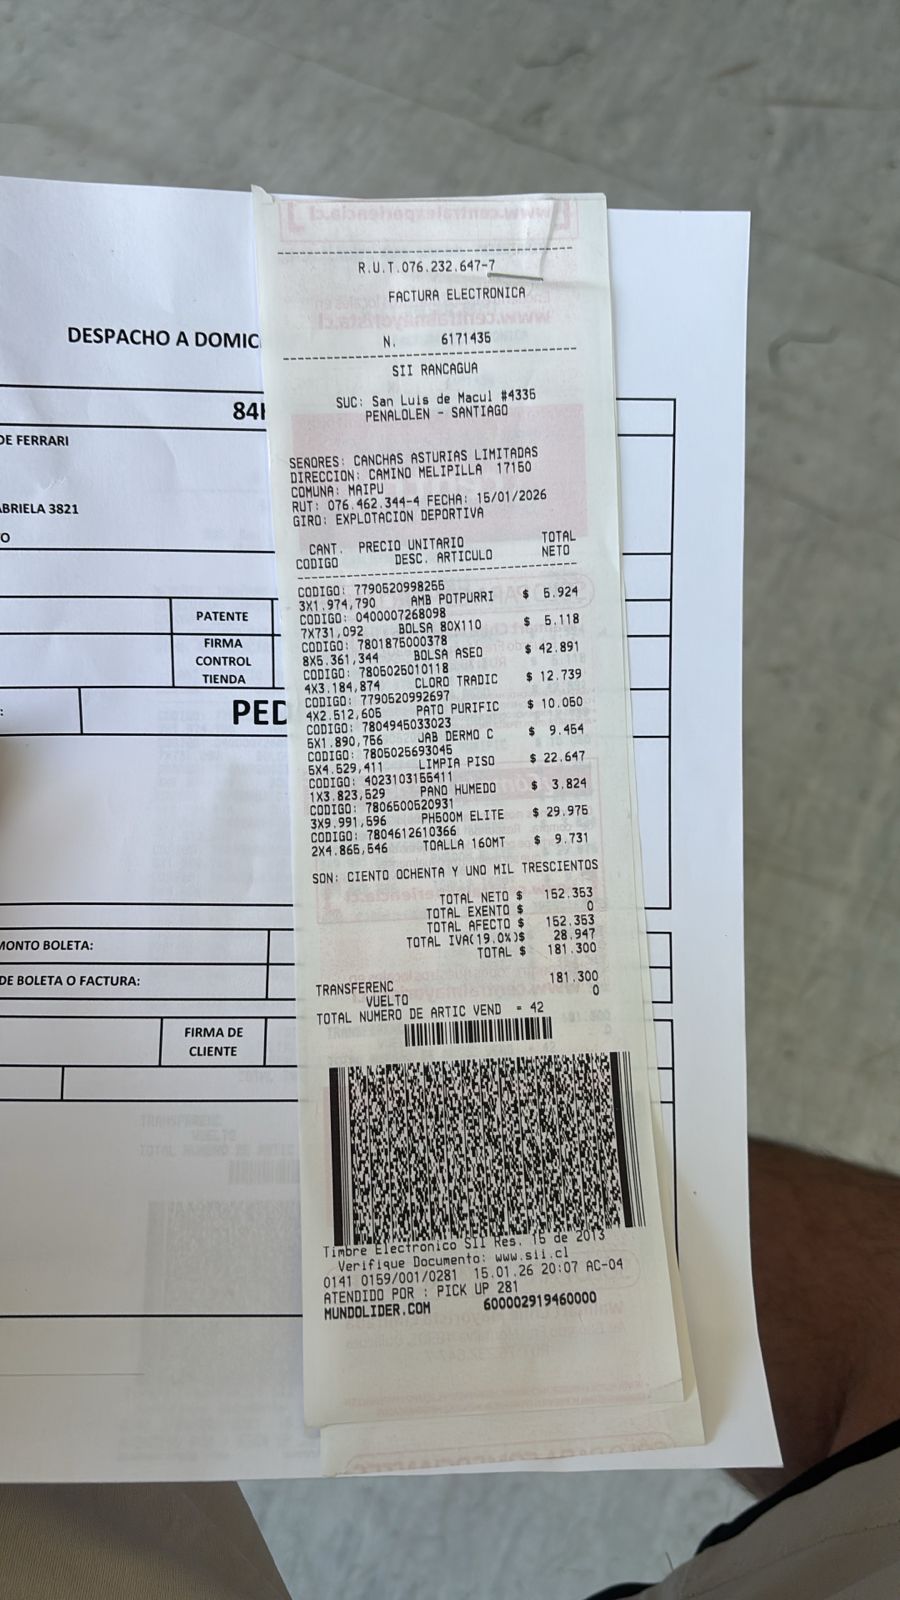 DESPACHO A DOMIC
84
DE FERRARI
ABRIELA 3821
O
PATENTE
FIRMA
CONTROL
TIENDA
:
PED
MONTO BOLETA:
DE BOLETA O FACTURA:
FIRMA DE
CLIENTE
R.U.T.076.232.647-7
FACTURA ELECTRONICA
N. 6171435
SII RANCAGUA
SUC: San Luis de Macul #4335
PENALOLEN - SANTIAGO
SEÑORES: CANCHAS ASTURIAS LIMITADAS
DIRECCION: CAMINO MELIPILLA 17150
COMUNA: MAIPU
RUT: 076.462.344-4 FECHA: 15/01/2026
GIRO: EXPLOTACION DEPORTIVA
CANT. PRECIO UNITARIO TOTAL
CODIGO DESC. ARTICULO NETO
CODIGO: 7790520998255
3X1.974,790 AMB POTPURRI $ 5.924
CODIGO: 0400007268098
7X731,092 BOLSA 80X110 $ 5.118
CODIGO: 7801875000378
8X5.361,344 BOLSA ASEO $ 42.891
CODIGO: 7805025010118
4X3.184,874 CLORO TRADIC $ 12.739
CODIGO: 7790520992697
4X2.512,605 PATO PURIFIC $ 10.050
CODIGO: 7804945033023
5X1.890,756 JAB DERMO C $ 9.454
CODIGO: 7805025693045
5X4.529,411 LIMPIA PISO $ 22.647
CODIGO: 4023103155411
1X3.823,529 PANO HUMEDO $ 3.824
CODIGO: 7806500520931
3X9.991,596 PH500M ELITE $ 29.975
CODIGO: 7804612610366
2X4.865,546 TOALLA 160MT $ 9.731
SON: CIENTO OCHENTA Y UNO MIL TRESCIENTOS
TOTAL NETO $ 152.353
TOTAL EXENTO $ 0
TOTAL AFECTO $ 152.353
TOTAL IVA(19.0%)$ 28.947
TOTAL $ 181.300
TRANSFERENC 181.300
VUELTO 0
TOTAL NUMERO DE ARTIC VEND = 42
Timbre Electronico SII Res. 15 de 2013
Verifique Documento: www.sii.cl
0141 0159/001/0281 15.01.26 20:07 AC-04
ATENDIDO POR : PICK UP 281
MUNDOLIDER.COM 600002919460000